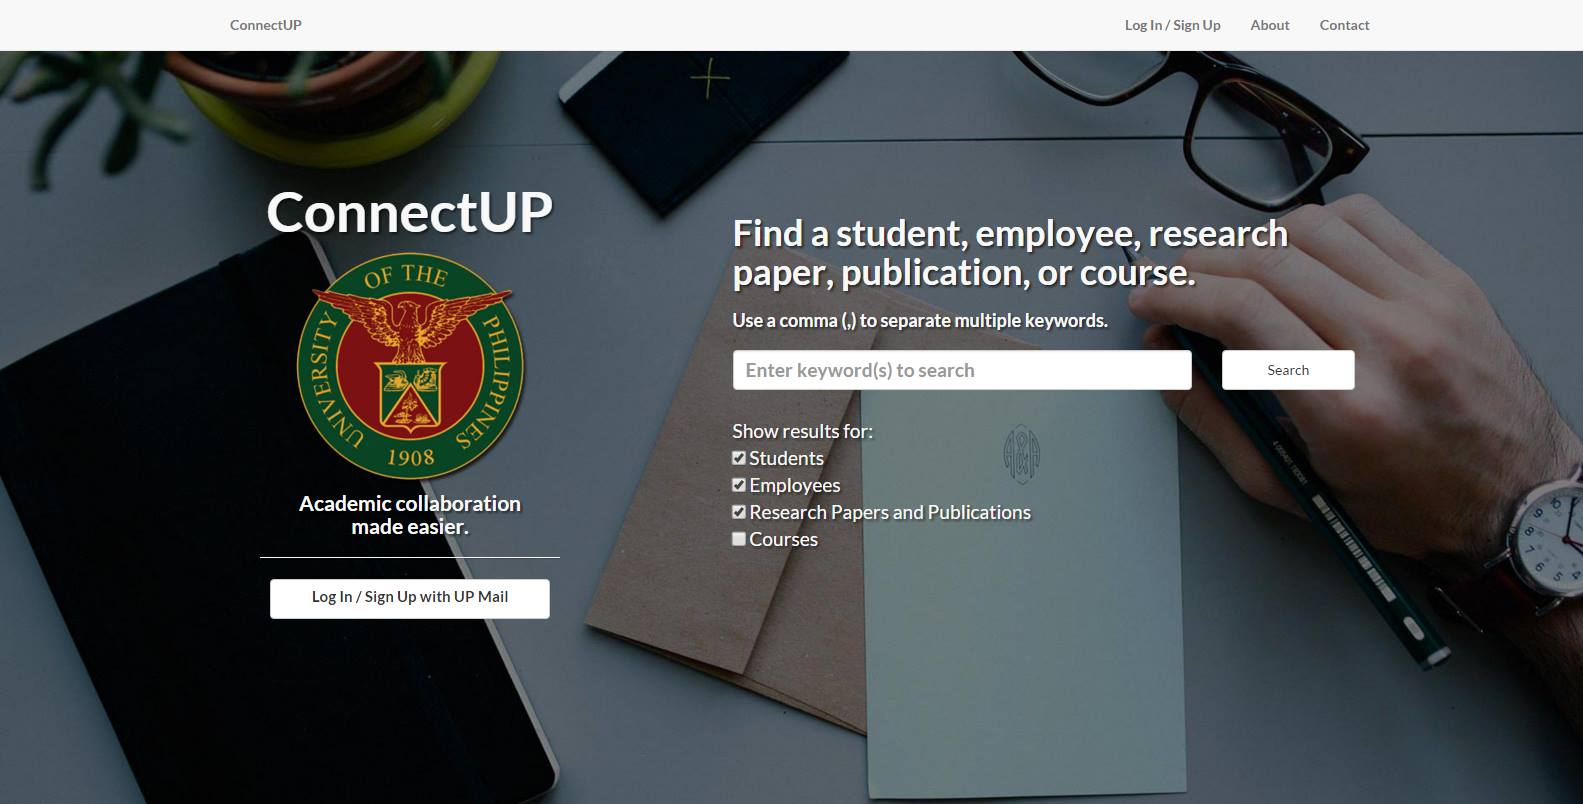 ConnectUP
Log In / Sign Up
About
Contact
ConnectUP
UNIVERSITY OF THE PHILIPPINES
1908
Academic collaboration
made easier.
Log In / Sign Up with UP Mail
Find a student, employee, research
paper, publication, or course.
Use a comma (,) to separate multiple keywords.
Enter keyword(s) to search
Search
Show results for:
Students
Employees
Research Papers and Publications
Courses